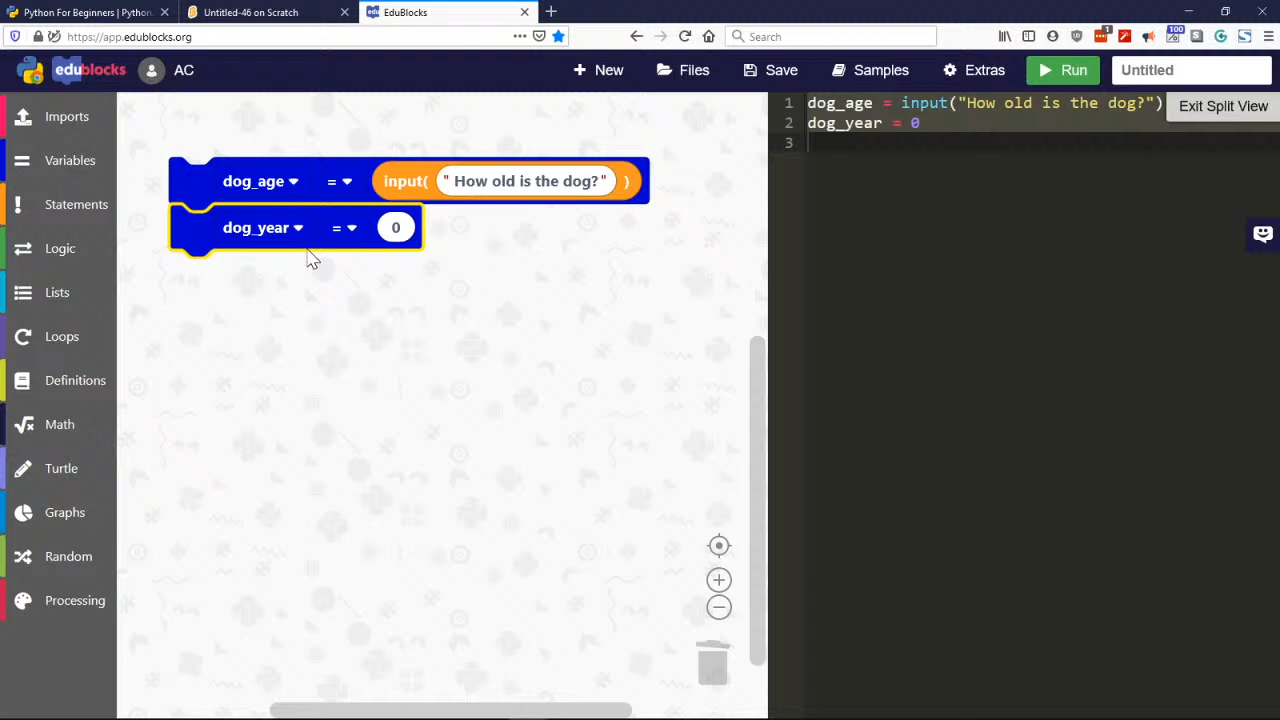 Python For Beginners | Python.
Untitled-46 on Scratch
EduBlocks
https://app.edublocks.org
Search
1
100
edublocks
AC
New
Files
Save
Samples
Extras
Run
Untitled
Imports
Variables
Statements
Logic
Lists
Loops
Definitions
Math
Turtle
Graphs
Random
Processing
dog_age = input( " How old is the dog? " )
dog_year = 0
1 dog_age = input("How old is the dog?")
2 dog_year = 0
3
Exit Split View